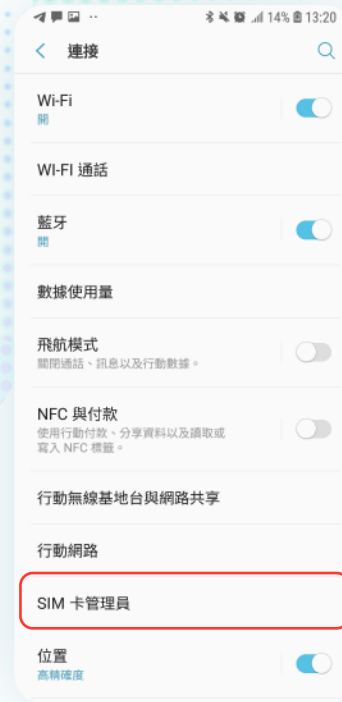 14% 13:20
連接
Wi-Fi
開
WI-FI 通話
藍牙
開
數據使用量
飛航模式
關閉通話、訊息以及行動數據。
NFC 與付款
使用行動付款、分享資料以及讀取或
寫入 NFC 標籤。
行動無線基地台與網路共享
行動網路
SIM 卡管理員
位置
高精確度